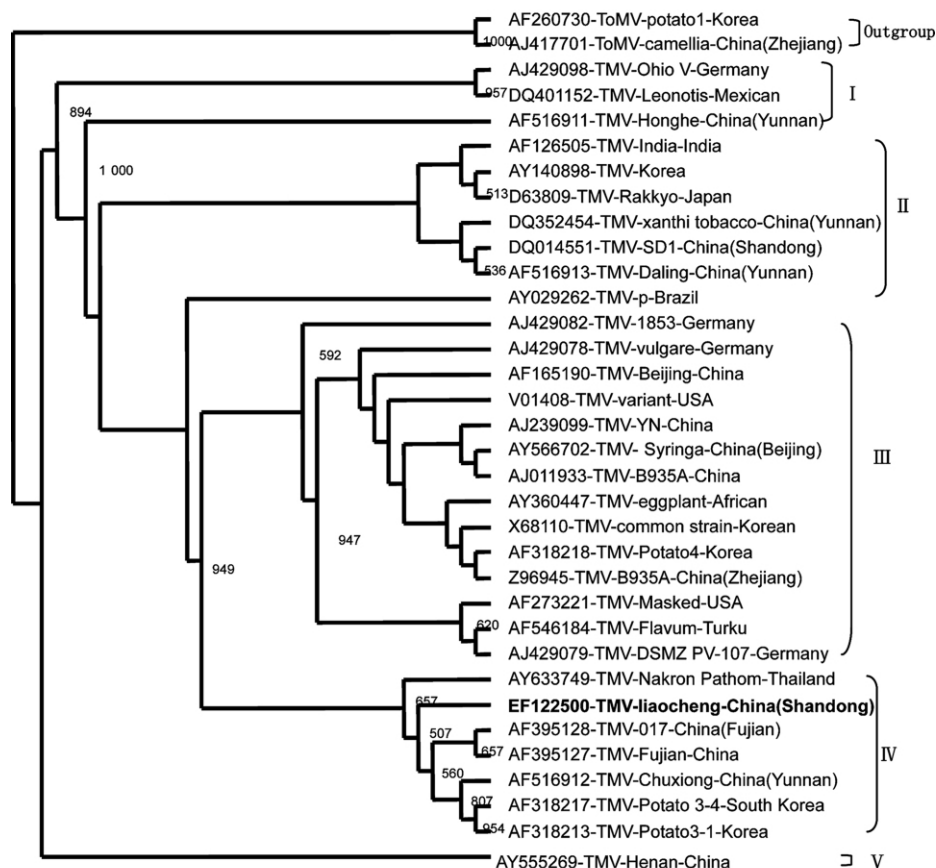 AF260730-ToMV-potato1-Korea
1000
AJ417701-ToMV-camellia-China(Zhejiang)
Outgroup
AJ429098-TMV-Ohio V-Germany
957
DQ401152-TMV-Leonotis-Mexican
I
894
AF516911-TMV-Honghe-China(Yunnan)
AF126505-TMV-India-India
1 000
AY140898-TMV-Korea
513
D63809-TMV-Rakkyo-Japan
II
DQ352454-TMV-xanthi tobacco-China(Yunnan)
DQ014551-TMV-SD1-China(Shandong)
536
AF516913-TMV-Daling-China(Yunnan)
AY029262-TMV-p-Brazil
AJ429082-TMV-1853-Germany
592
AJ429078-TMV-vulgare-Germany
AF165190-TMV-Beijing-China
V01408-TMV-variant-USA
AJ239099-TMV-YN-China
AY566702-TMV- Syringa-China(Beijing)
III
AJ011933-TMV-B935A-China
AY360447-TMV-eggplant-African
X68110-TMV-common strain-Korean
947
AF318218-TMV-Potato4-Korea
949
Z96945-TMV-B935A-China(Zhejiang)
AF273221-TMV-Masked-USA
620
AF546184-TMV-Flavum-Turku
AJ429079-TMV-DSMZ PV-107-Germany
AY633749-TMV-Nakron Pathom-Thailand
657
EF122500-TMV-liaocheng-China(Shandong)
507
AF395128-TMV-017-China(Fujian)
657
AF395127-TMV-Fujian-China
IV
560
AF516912-TMV-Chuxiong-China(Yunnan)
807
AF318217-TMV-Potato 3-4-South Korea
954
AF318213-TMV-Potato3-1-Korea
AY555269-TMV-Henan-China
V